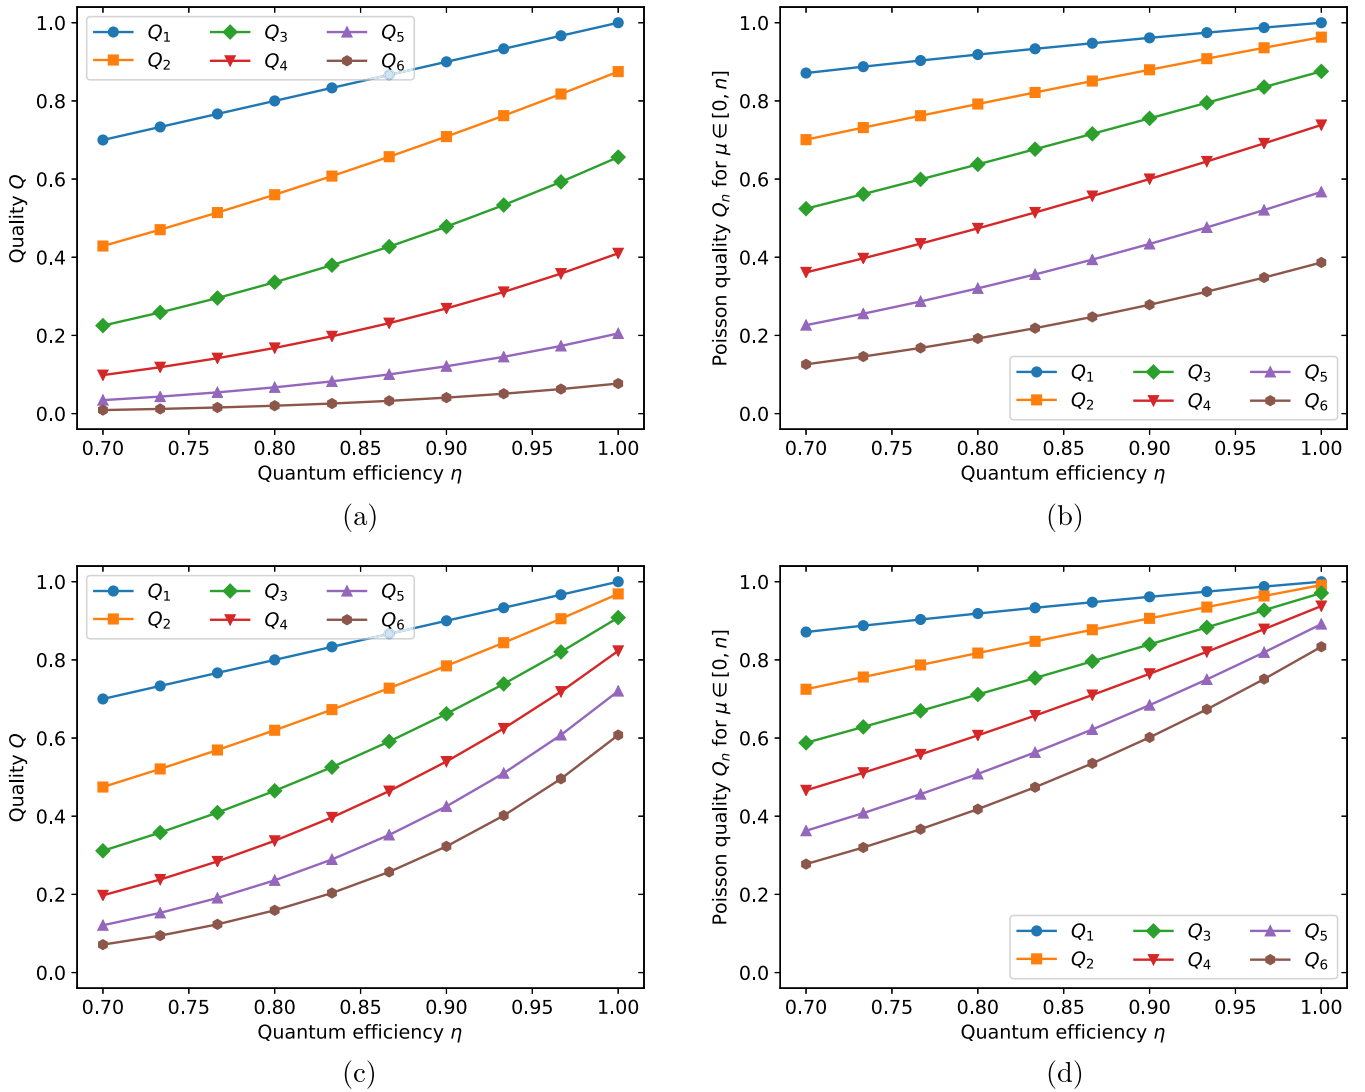 1.0
0.8
0.6
0.4
0.2
0.0
Quality Q
Q1 Q3 Q5
Q2 Q4 Q6
0.70 0.75 0.80 0.85 0.90 0.95 1.00
Quantum efficiency η
(a)
1.0
0.8
0.6
0.4
0.2
0.0
Poisson quality Qn for μ ∈ [0, n]
Q1 Q3 Q5
Q2 Q4 Q6
0.70 0.75 0.80 0.85 0.90 0.95 1.00
Quantum efficiency η
(b)
1.0
0.8
0.6
0.4
0.2
0.0
Quality Q
Q1 Q3 Q5
Q2 Q4 Q6
0.70 0.75 0.80 0.85 0.90 0.95 1.00
Quantum efficiency η
(c)
1.0
0.8
0.6
0.4
0.2
0.0
Poisson quality Qn for μ ∈ [0, n]
Q1 Q3 Q5
Q2 Q4 Q6
0.70 0.75 0.80 0.85 0.90 0.95 1.00
Quantum efficiency η
(d)